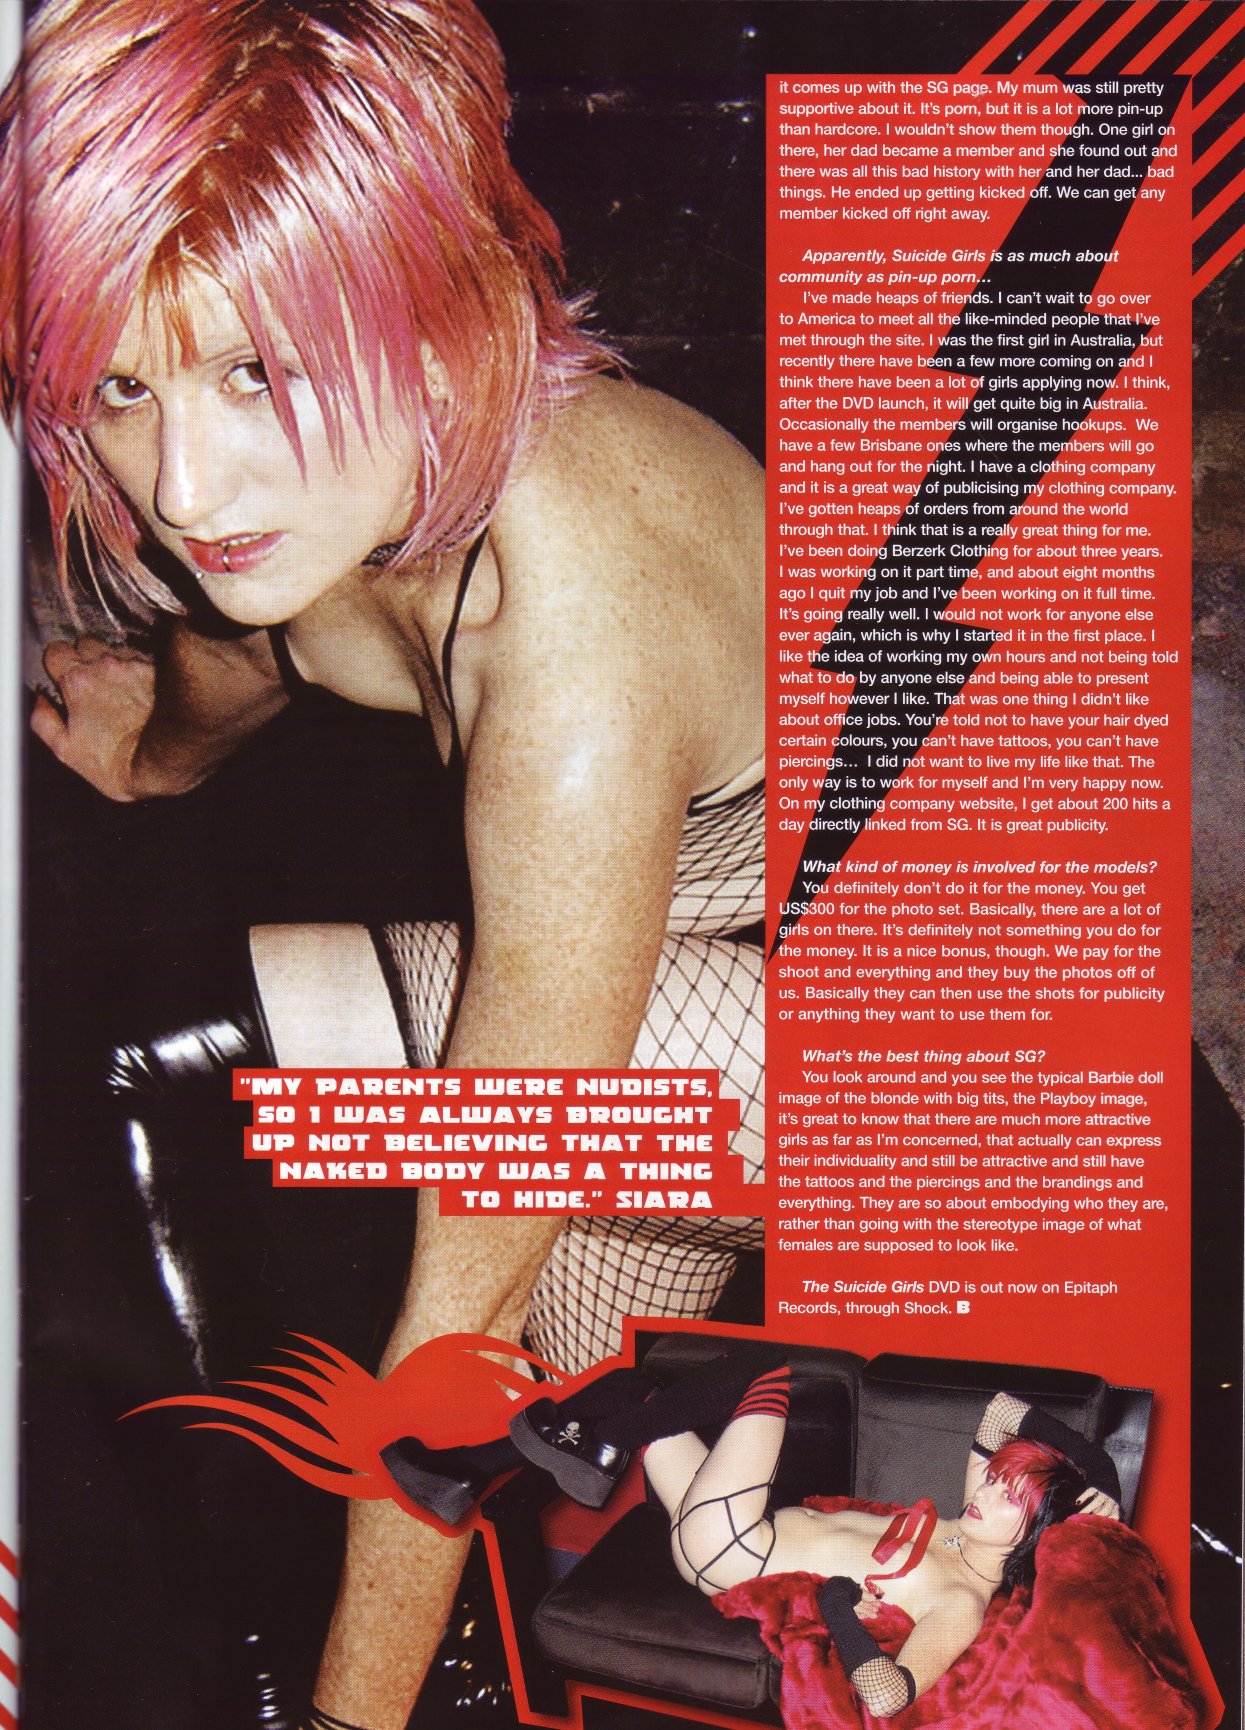 it comes up with the SG page. My mum was still pretty
supportive about it. It's porn, but it is a lot more pin-up
than hardcore. I wouldn't show them though. One girl on
there, her dad became a member and she found out and
there was all this bad history with her and her dad... bad
things. He ended up getting kicked off. We can get any
member kicked off right away.
Apparently, Suicide Girls is as much about
community as pin-up porn...
I've made heaps of friends. I can't wait to go over
to America to meet all the like-minded people that I've
met through the site. I was the first girl in Australia, but
recently there have been a few more coming on and I
think there have been a lot of girls applying now. I think,
after the DVD launch, it will get quite big in Australia.
Occasionally the members will organise hookups. We
have a few Brisbane ones where the members will go
and hang out for the night. I have a clothing company
and it is a great way of publicising my clothing company.
I've gotten heaps of orders from around the world
through that. I think that is a really great thing for me.
I've been doing Berzerk Clothing for about three years.
I was working on it part time, and about eight months
ago I quit my job and I've been working on it full time.
It's going really well. I would not work for anyone else
ever again, which is why I started it in the first place. I
like the idea of working my own hours and not being told
what to do by anyone else and being able to present
myself however I like. That was one thing I didn't like
about office jobs. You're told not to have your hair dyed
certain colours, you can't have tattoos, you can't have
piercings... I did not want to live my life like that. The
only way is to work for myself and I'm very happy now.
On my clothing company website, I get about 200 hits a
day directly linked from SG. It is great publicity.
What kind of money is involved for the models?
You definitely don't do it for the money. You get
US$300 for the photo set. Basically, there are a lot of
girls on there. It's definitely not something you do for
the money. It is a nice bonus, though. We pay for the
shoot and everything and they buy the photos off of
us. Basically they can then use the shots for publicity
or anything they want to use them for.
What's the best thing about SG?
You look around and you see the typical Barbie doll
image of the blonde with big tits, the Playboy image,
it's great to know that there are much more attractive
girls as far as I'm concerned, that actually can express
their individuality and still be attractive and still have
the tattoos and the piercings and the brandings and
everything. They are so about embodying who they are,
rather than going with the stereotype image of what
females are supposed to look like.
The Suicide Girls DVD is out now on Epitaph
Records, through Shock. B
"MY PARENTS WERE NUDISTS,
SO I WAS ALWAYS BROUGHT
UP NOT BELIEVING THAT THE
NAKED BODY WAS A THING
TO HIDE." SIARA